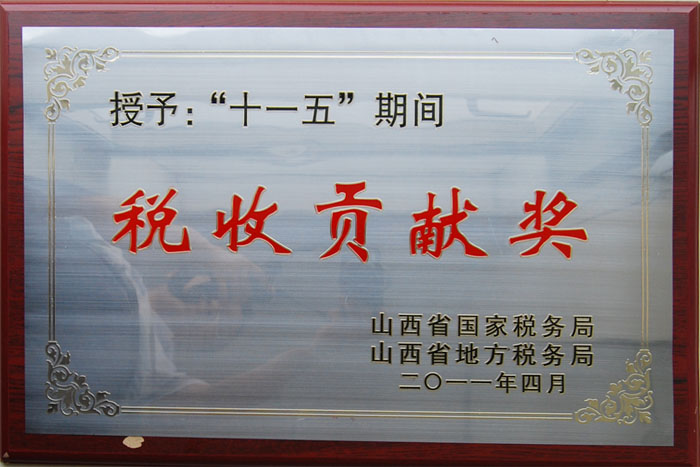 授予：“十一五”期间
税收贡献奖
山西省国家税务局
山西省地方税务局
二〇一一年四月